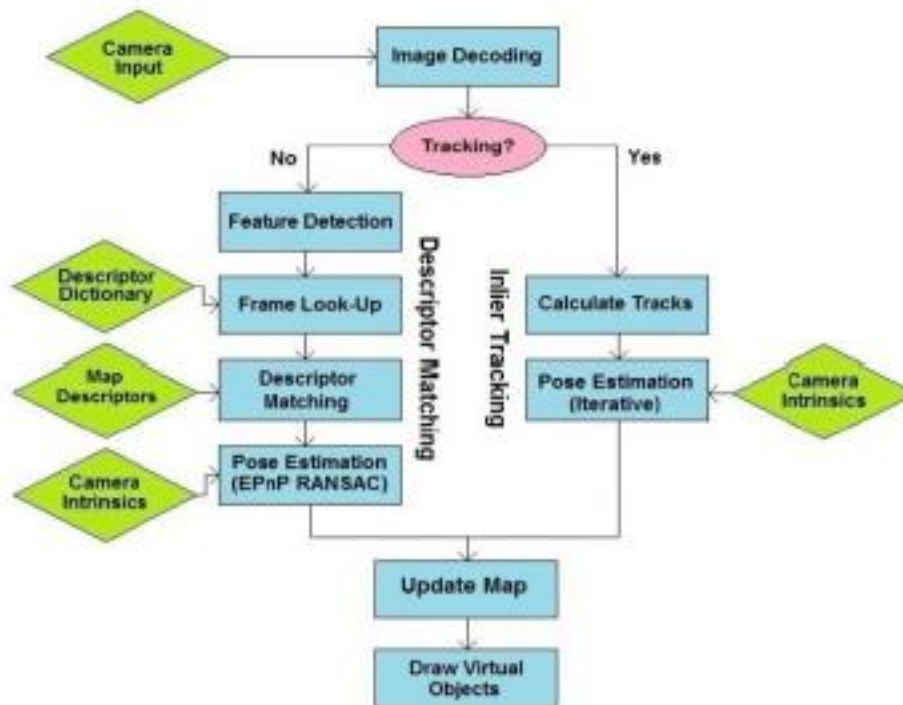 Camera
Input
Image Decoding
Tracking?
No
Yes
Feature Detection
Descriptor
Dictionary
Frame Look-Up
Calculate Tracks
Map
Descriptors
Descriptor
Matching
Pose Estimation
(Iterative)
Camera
Intrinsics
Camera
Intrinsics
Pose Estimation
(EPnP RANSAC)
Descriptor Matching
Inlier Tracking
Update Map
Draw Virtual
Objects